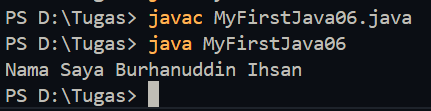 PS D:\Tugas> javac MyFirstJava06.java
PS D:\Tugas> java MyFirstJava06
Nama Saya Burhanuddin Ihsan
PS D:\Tugas>